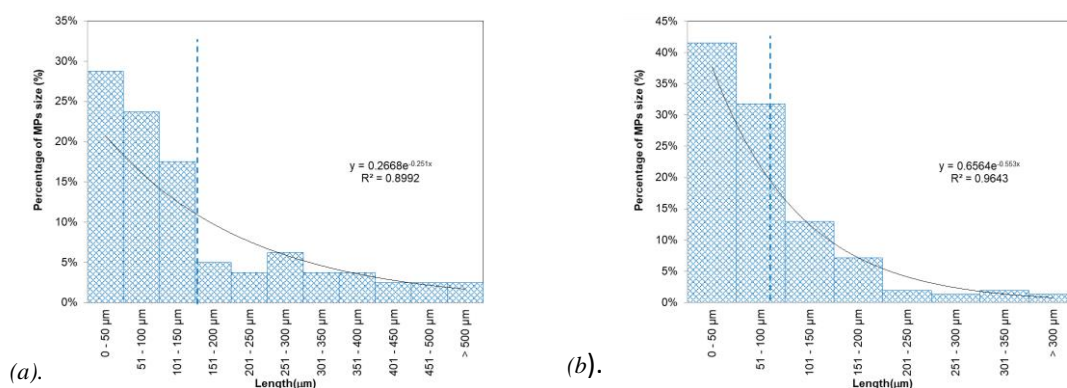 35%
30%
25%
20%
15%
10%
5%
0%
Percentage of MPs size (%)
y = 0.2668e-0.251x
R² = 0.8992
0 - 50 µm
51 - 100 µm
101 - 150 µm
151 - 200 µm
201 - 250 µm
251 - 300 µm
301 - 350 µm
351 - 400 µm
401 - 450 µm
451 - 500 µm
> 500 µm
Length(µm)
(a).
45%
40%
35%
30%
25%
20%
15%
10%
5%
0%
Percentage of MPs size (%)
y = 0.6564e-0.553x
R² = 0.9643
0 - 50 µm
51 - 100 µm
101 - 150 µm
151 - 200 µm
201 - 250 µm
251 - 300 µm
301 - 350 µm
> 300 µm
Length(µm)
(b).